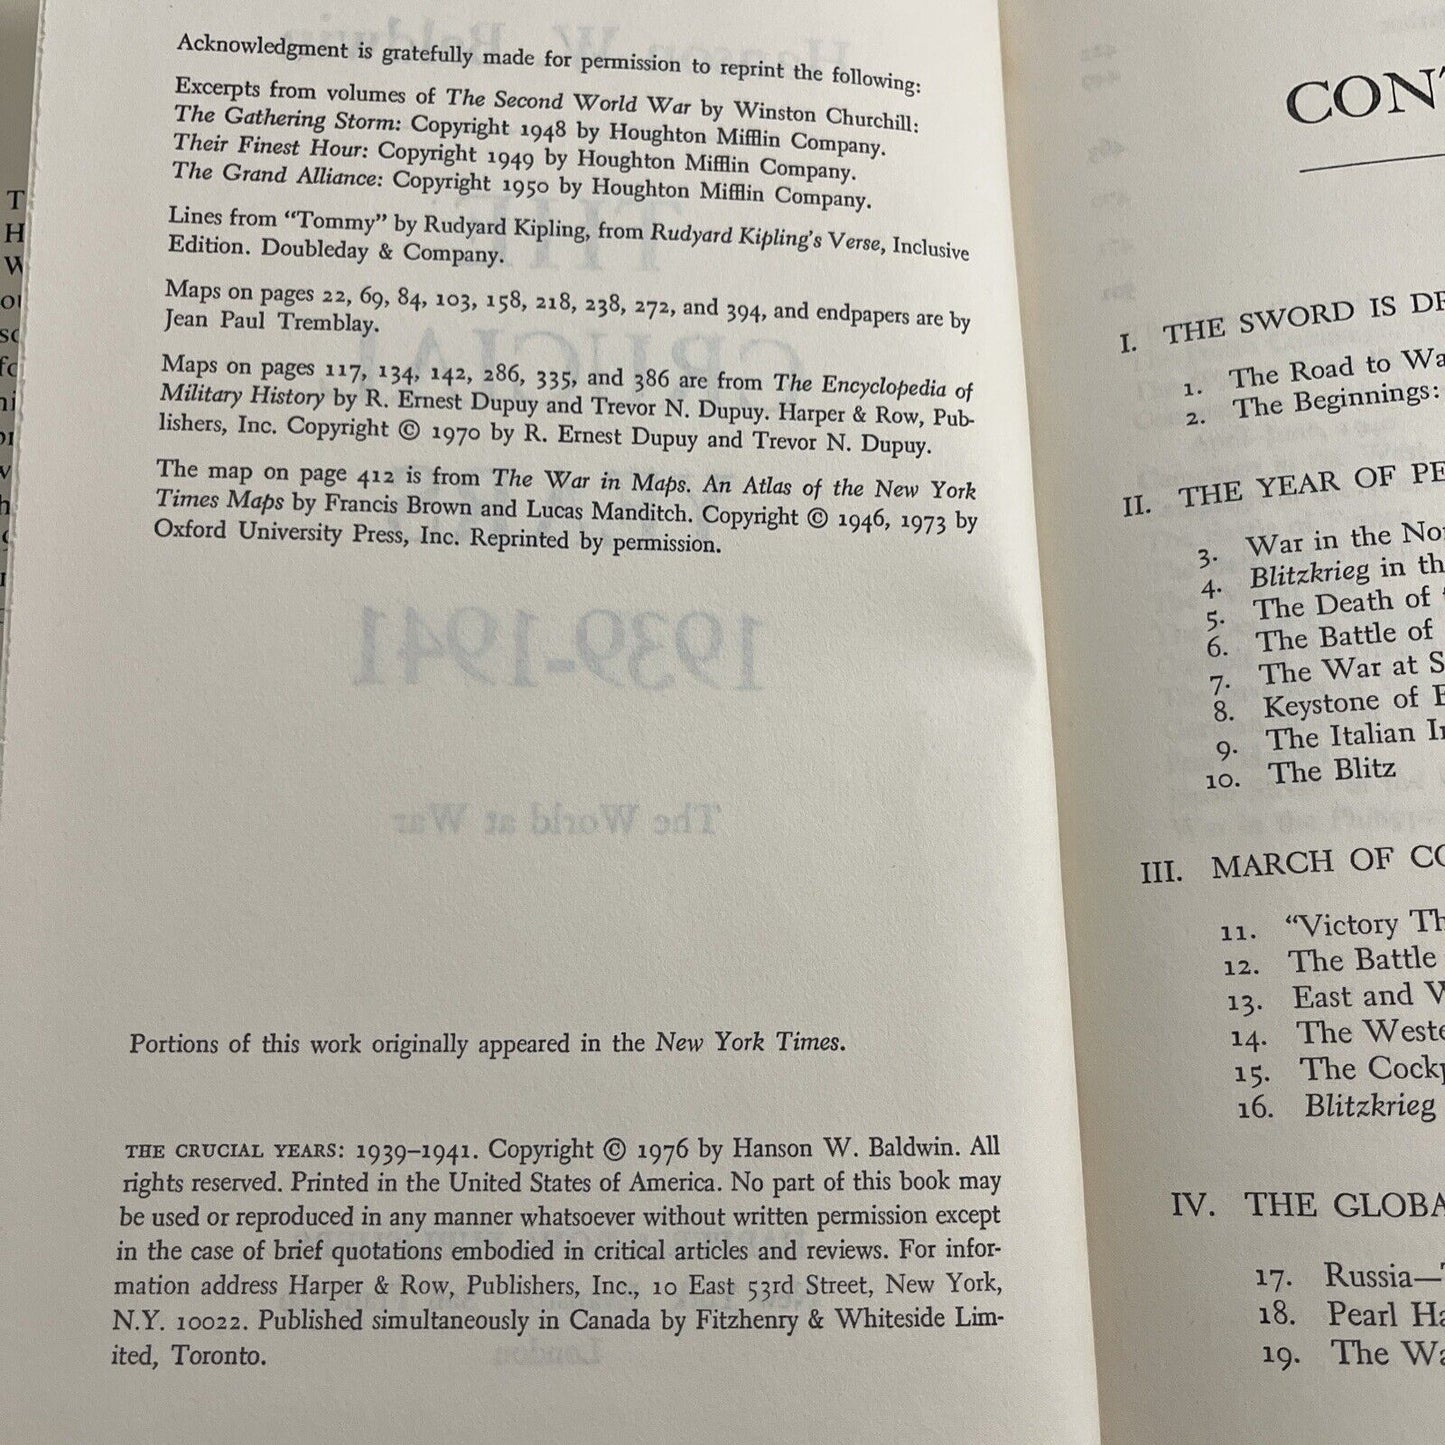 Acknowledgment is gratefully made for permission to reprint the following:
Excerpts from volumes of The Second World War by Winston Churchill:
The Gathering Storm: Copyright 1948 by Houghton Mifflin Company.
Their Finest Hour: Copyright 1949 by Houghton Mifflin Company.
The Grand Alliance: Copyright 1950 by Houghton Mifflin Company.
Lines from “Tommy” by Rudyard Kipling, from Rudyard Kipling's Verse, Inclusive
Edition. Doubleday & Company.
Maps on pages 22, 69, 84, 103, 158, 218, 238, 272, and 394, and endpapers are by
Jean Paul Tremblay.
Maps on pages 117, 134, 142, 286, 335, and 386 are from The Encyclopedia of
Military History by R. Ernest Dupuy and Trevor N. Dupuy. Harper & Row, Pub-
lishers, Inc. Copyright © 1970 by R. Ernest Dupuy and Trevor N. Dupuy.
The map on page 412 is from The War in Maps. An Atlas of the New York
Times Maps by Francis Brown and Lucas Manditch. Copyright © 1946, 1973 by
Oxford University Press, Inc. Reprinted by permission.
1939-1941
The World at War
Portions of this work originally appeared in the New York Times.
THE CRUCIAL YEARS: 1939–1941. Copyright © 1976 by Hanson W. Baldwin. All
rights reserved. Printed in the United States of America. No part of this book may
be used or reproduced in any manner whatsoever without written permission except
in the case of brief quotations embodied in critical articles and reviews. For infor-
mation address Harper & Row, Publishers, Inc., 10 East 53rd Street, New York,
N.Y. 10022. Published simultaneously in Canada by Fitzhenry & Whiteside Lim-
ited, Toronto.
CONT
I. THE SWORD IS DR
1. The Road to Wa
2. The Beginnings:
II. THE YEAR OF PE
3. War in the Nor
4. Blitzkrieg in th
5. The Death of
6. The Battle of
7. The War at S
8. Keystone of E
9. The Italian In
10. The Blitz
III. MARCH OF CO
11. “Victory Th
12. The Battle
13. East and W
14. The Weste
15. The Cockp
16. Blitzkrieg
IV. THE GLOBA
17. Russia—T
18. Pearl Ha
19. The Wa